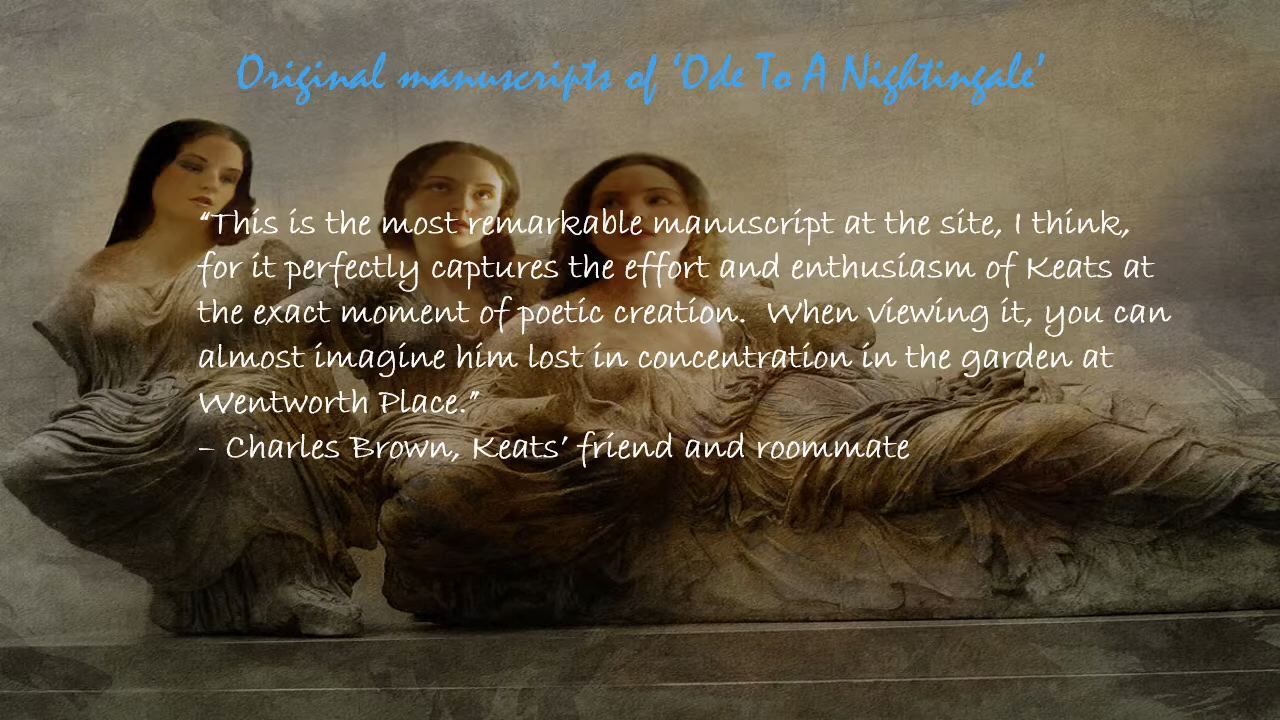 Original manuscripts of ‘Ode To A Nightingale’
“This is the most remarkable manuscript at the site, I think,
for it perfectly captures the effort and enthusiasm of Keats at
the exact moment of poetic creation.  When viewing it, you can
almost imagine him lost in concentration in the garden at
Wentworth Place.”
– Charles Brown, Keats’ friend and roommate